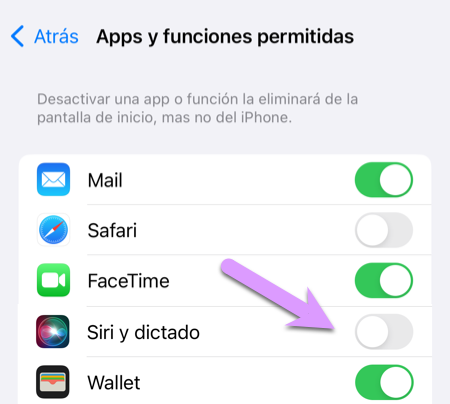 Atrás Apps y funciones permitidas
Desactivar una app o función la eliminará de la
pantalla de inicio, mas no del iPhone.
Mail
Safari
FaceTime
Siri y dictado
Wallet